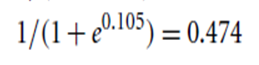 1/(1 + e^0.105) = 0.474